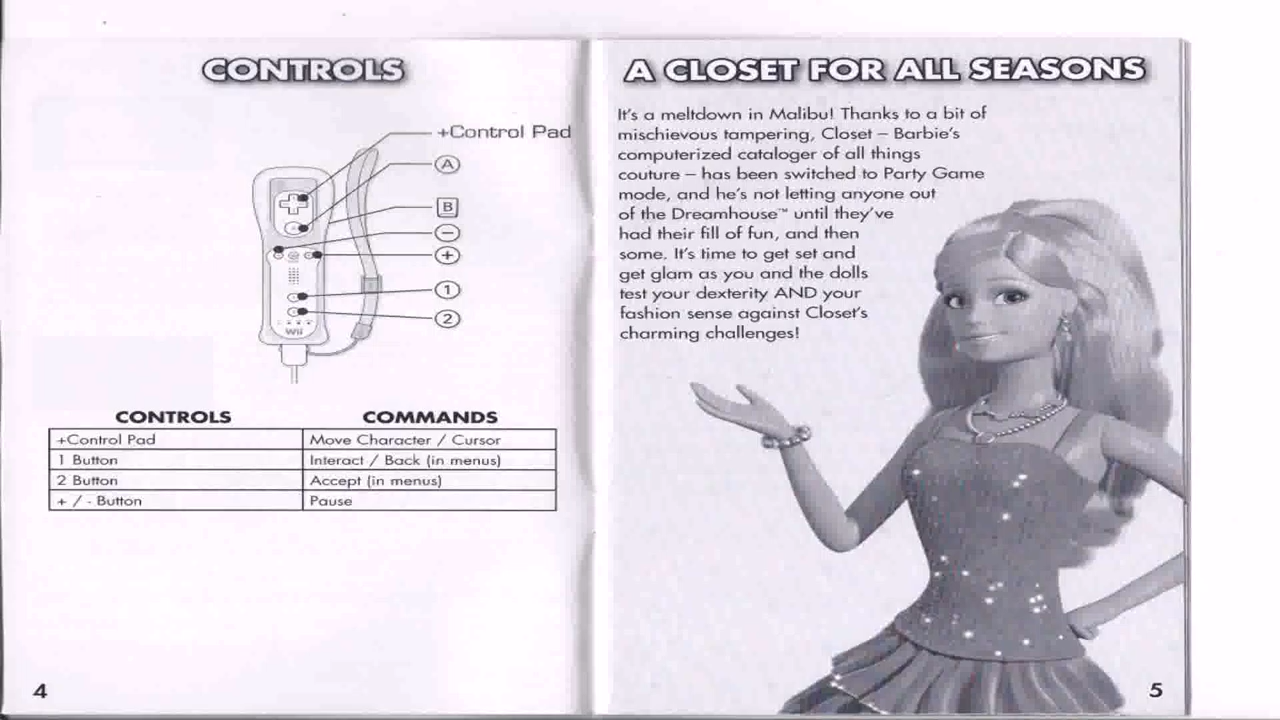 CONTROLS
+Control Pad
A
B
−
+
1
2
Wii
CONTROLS COMMANDS
+Control Pad Move Character / Cursor
1 Button Interact / Back (in menus)
2 Button Accept (in menus)
+ / - Button Pause
4
A CLOSET FOR ALL SEASONS
It's a meltdown in Malibu! Thanks to a bit of
mischievous tampering, Closet – Barbie's
computerized cataloger of all things
couture – has been switched to Party Game
mode, and he's not letting anyone out
of the Dreamhouse™ until they've
had their fill of fun, and then
some. It's time to get set and
get glam as you and the dolls
test your dexterity AND your
fashion sense against Closet's
charming challenges!
5